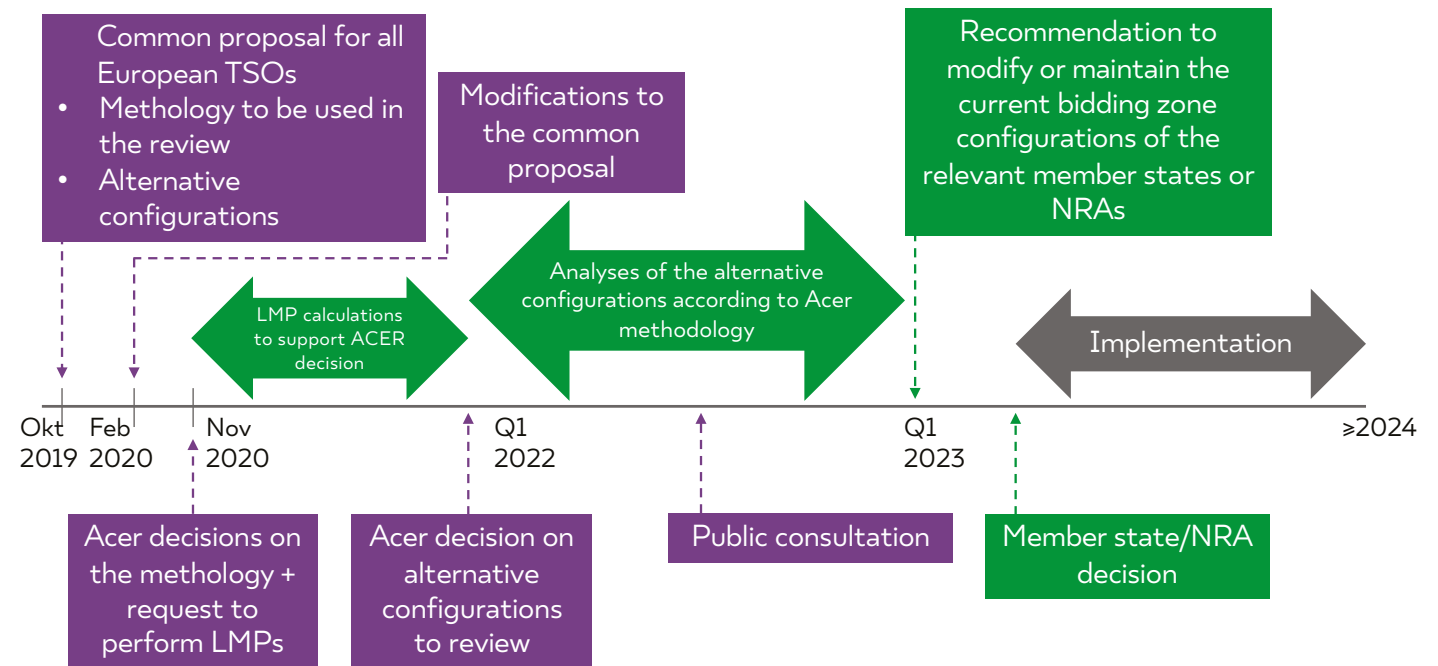 Common proposal for all
European TSOs
• Methology to be used in
the review
• Alternative
configurations
Modifications to
the common
proposal
Recommendation to
modify or maintain the
current bidding zone
configurations of the
relevant member states or
NRAs
LMP calculations
to support ACER
decision
Analyses of the alternative
configurations according to Acer
methodology
Implementation
Okt
2019
Feb
2020
Nov
2020
Q1
2022
Q1
2023
≥2024
Acer decisions on
the methology +
request to
perform LMPs
Acer decision on
alternative
configurations
to review
Public consultation
Member state/NRA
decision